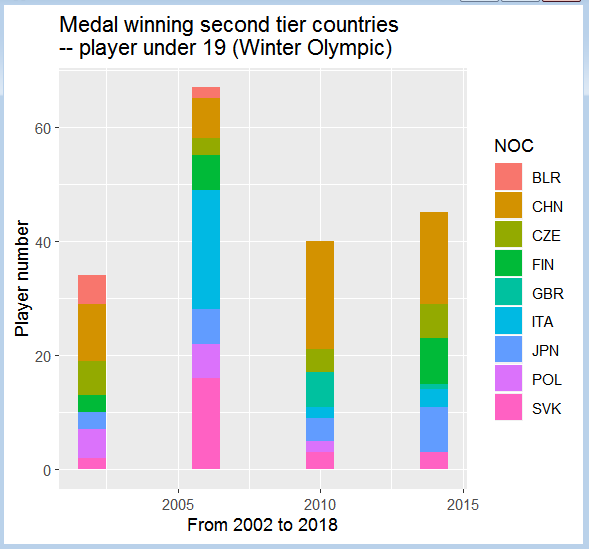 Medal winning second tier countries
-- player under 19 (Winter Olympic)
Player number
60
40
20
0
2005
2010
2015
From 2002 to 2018
NOC
BLR
CHN
CZE
FIN
GBR
ITA
JPN
POL
SVK